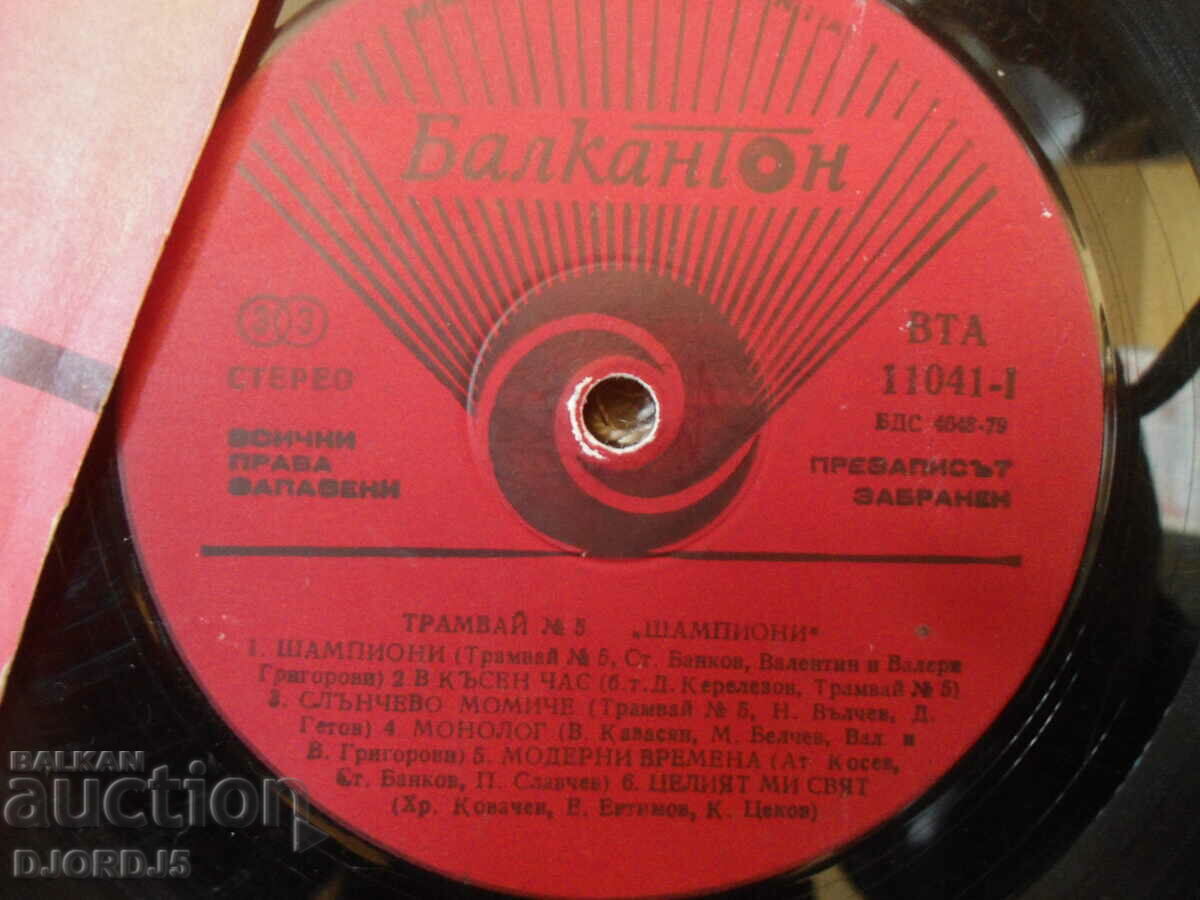 БалканТон
33
СТЕРЕО
ВСИЧНИ
ПРАВА
ЗАПАЗЕНИ
ВТА
11041-I
БДС 4648-79
ПРЕЗАПИСЪТ
ЗАБРАНЕН
ТРАМВАЙ № 5 „ШАМПИОНИ“
1. ШАМПИОНИ (Трамвай № 5, Ст. Банков, Валентин и Валери
Григорови) 2 В КЪСЕН ЧАС (б.т. Д. Керелезов, Трамвай № 5)
3. СЛЪНЧЕВО МОМИЧЕ (Трамвай № 5, Н. Вълчев, Д.
Гетов) 4. МОНОЛОГ (В. Кавасян, М. Белчев, Вал. и
В. Григорови) 5. МОДЕРНИ ВРЕМЕНА (Ат. Косев,
Ст. Банков, П. Славчев) 6. ЦЕЛИЯТ МИ СВЯТ
(Хр. Ковачев, Е. Евтимов, К. Цеков)
BALKAN
auction
DJORDJ5